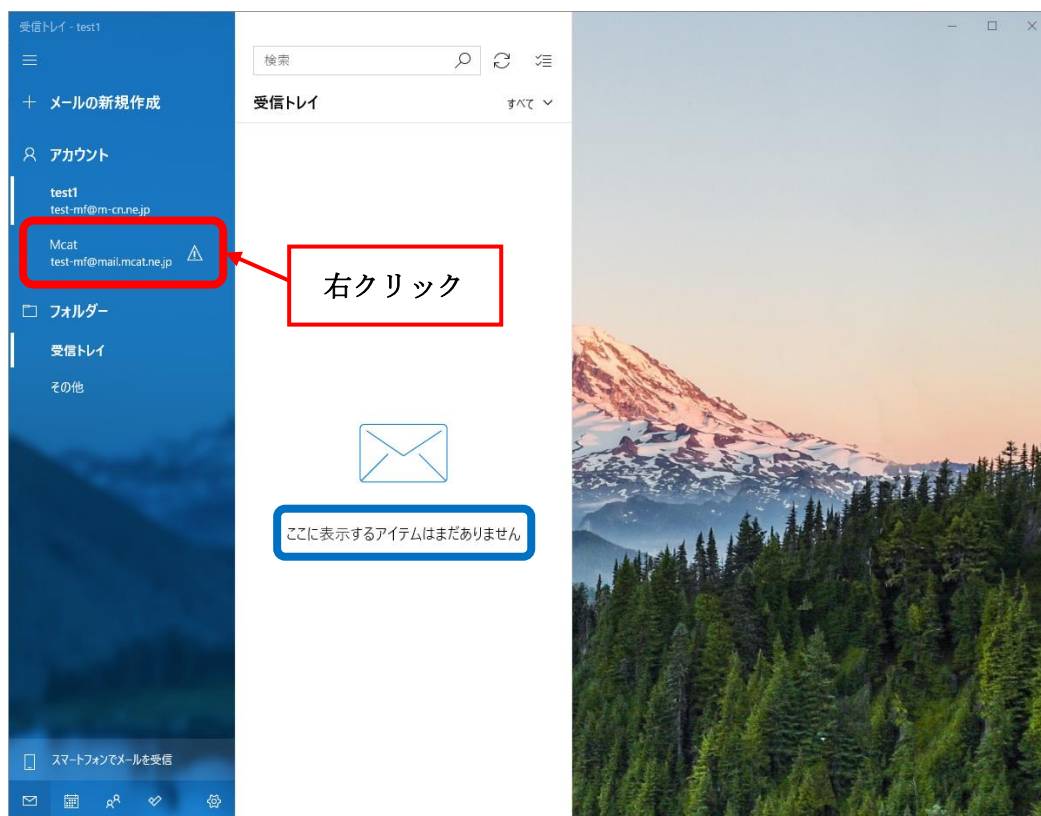 受信トレイ - test1
検索
＋ メールの新規作成
受信トレイ
すべて
アカウント
test1
test-mf@m-cn.ne.jp
Mcat
test-mf@mail.mcat.ne.jp
右クリック
フォルダー
受信トレイ
その他
ここに表示するアイテムはまだありません
スマートフォンでメールを受信